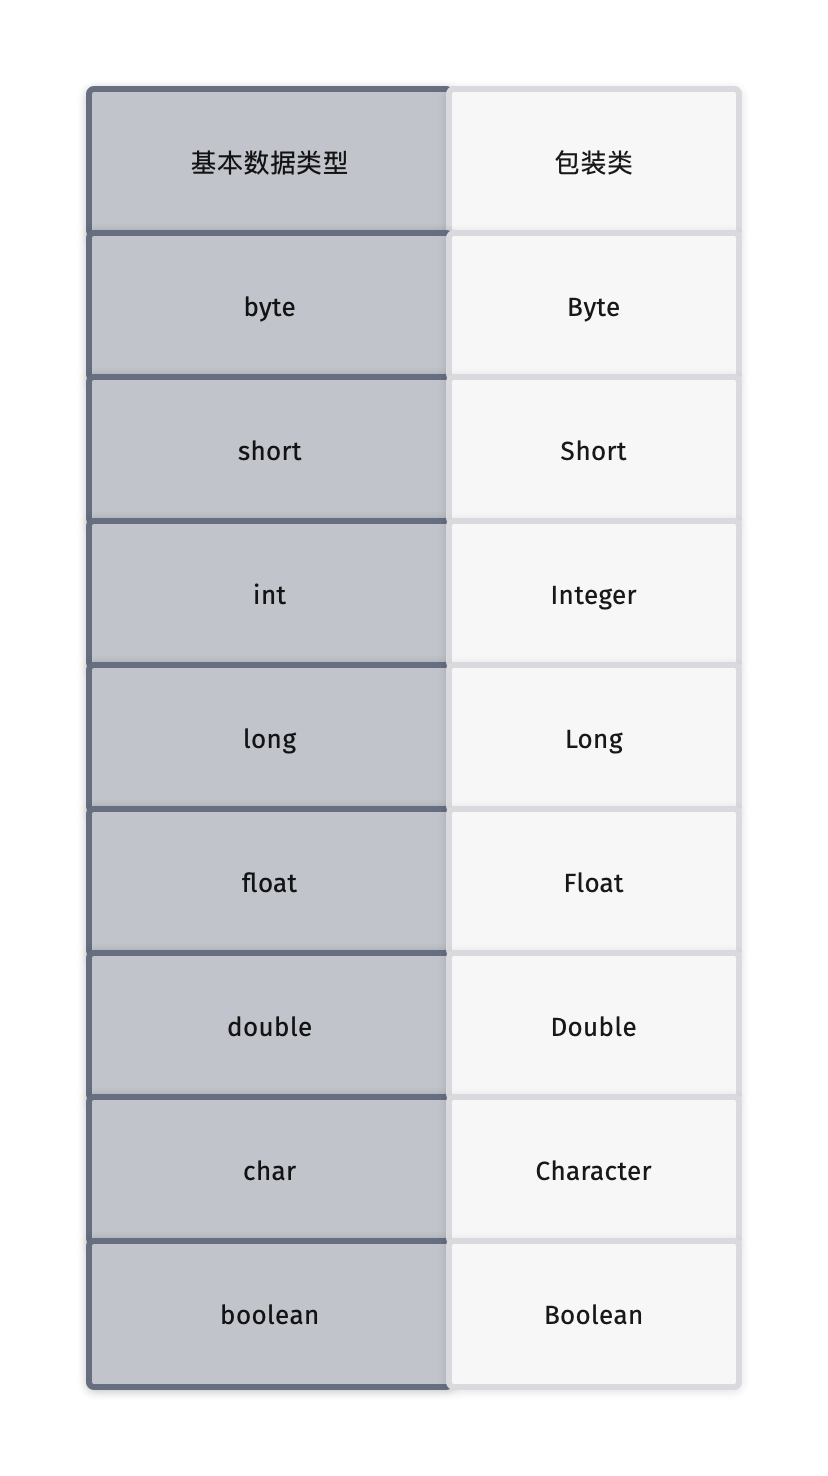 基本数据类型 包装类
byte Byte
short Short
int Integer
long Long
float Float
double Double
char Character
boolean Boolean